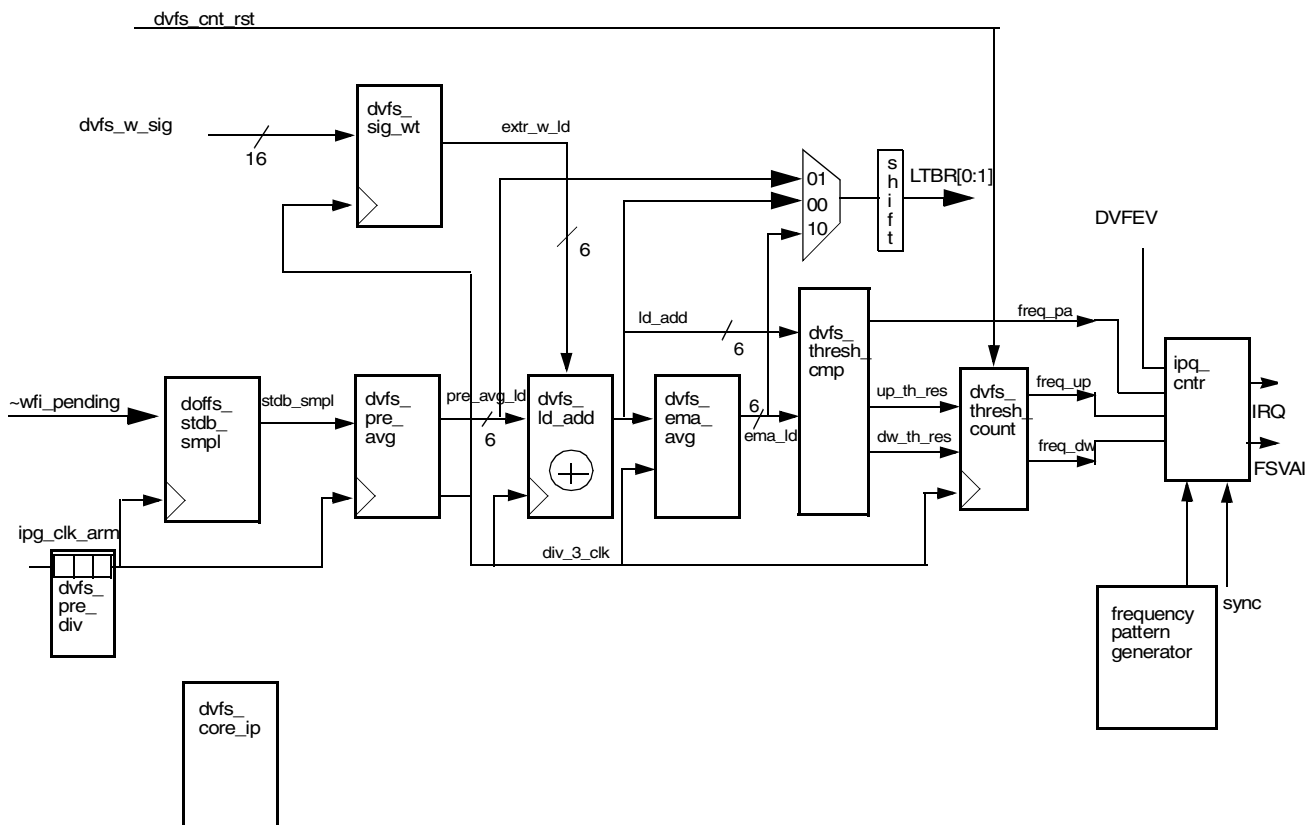 dvfs_cnt_rst
dvfs_w_sig
16
dvfs_
sig_wt
extr_w_ld
6
01
00
10
s
h
i
f
t
LTBR[0:1]
DVFEV
~wfi_pending
doffs_
stdb_
smpl
stdb_smpl
dvfs_
pre_
avg
pre_avg_ld
6
dvfs_
ld_add
ld_add
6
dvfs_
ema_
avg
6
ema_ld
dvfs_
thresh_
cmp
freq_pa
up_th_res
dw_th_res
dvfs_
thresh_
count
freq_up
freq_dw
ipq_
cntr
IRQ
FSVAI
ipg_clk_arm
dvfs_
pre_
div
div_3_clk
frequency
pattern
generator
sync
dvfs_
core_ip